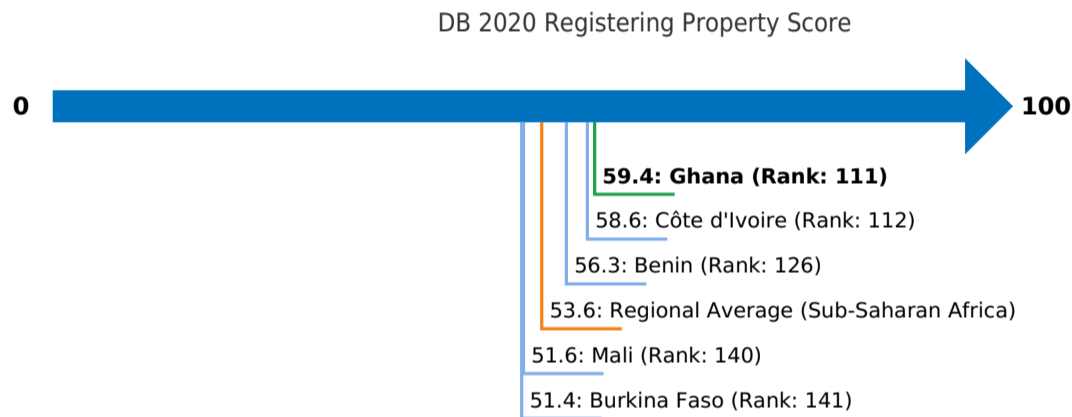 DB 2020 Registering Property Score
0
100
59.4: Ghana (Rank: 111)
58.6: Côte d'Ivoire (Rank: 112)
56.3: Benin (Rank: 126)
53.6: Regional Average (Sub-Saharan Africa)
51.6: Mali (Rank: 140)
51.4: Burkina Faso (Rank: 141)